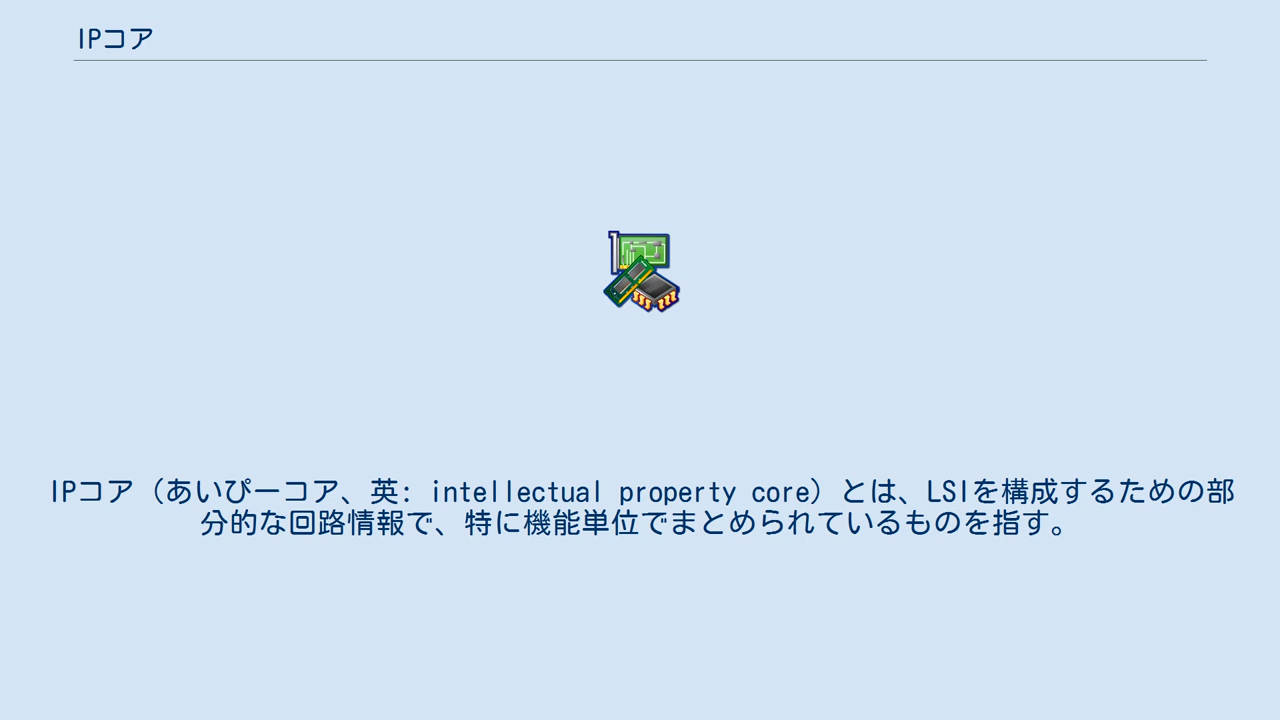 IPコア
IPコア（あいぴーコア、英: intellectual property core）とは、LSIを構成するための部
分的な回路情報で、特に機能単位でまとめられているものを指す。